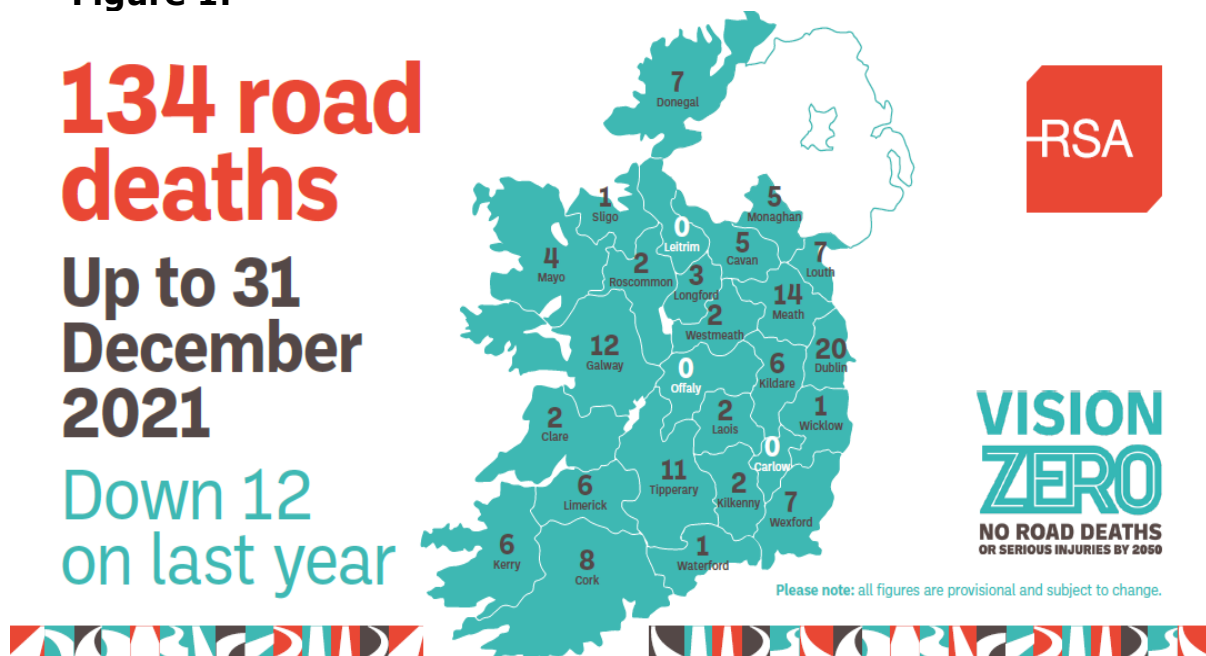 Figure 1.
134 road
deaths
Up to 31
December
2021
Down 12
on last year
7
Donegal
1
Sligo
0
Leitrim
5
Monaghan
5
Cavan
7
Louth
4
Mayo
2
Roscommon
3
Longford
14
Meath
2
Westmeath
12
Galway
0
Offaly
6
Kildare
20
Dublin
2
Clare
2
Laois
1
Wicklow
0
Carlow
6
Limerick
11
Tipperary
2
Kilkenny
7
Wexford
6
Kerry
8
Cork
1
Waterford
RSA
VISION
ZERO
NO ROAD DEATHS
OR SERIOUS INJURIES BY 2050
Please note: all figures are provisional and subject to change.